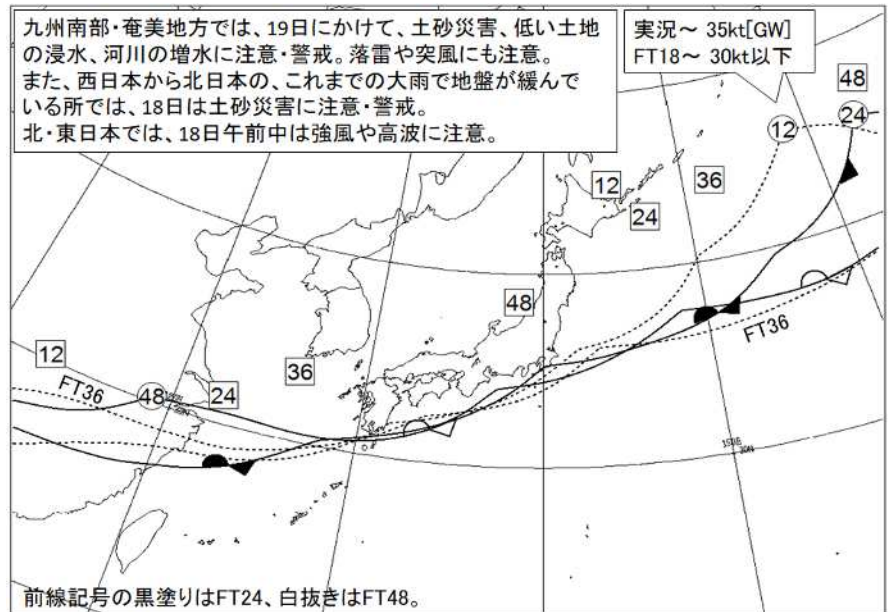 九州南部・奄美地方では、19日にかけて、土砂災害、低い土地
の浸水、河川の増水に注意・警戒。落雷や突風にも注意。
また、西日本から北日本の、これまでの大雨で地盤が緩んで
いる所では、18日は土砂災害に注意・警戒。
北・東日本では、18日午前中は強風や高波に注意。
実況～ 35kt[GW]
FT18～ 30kt以下
48
24
12
12
36
24
48
FT36
12
36
FT36
48
24
30N
前線記号の黒塗りはFT24、白抜きはFT48。